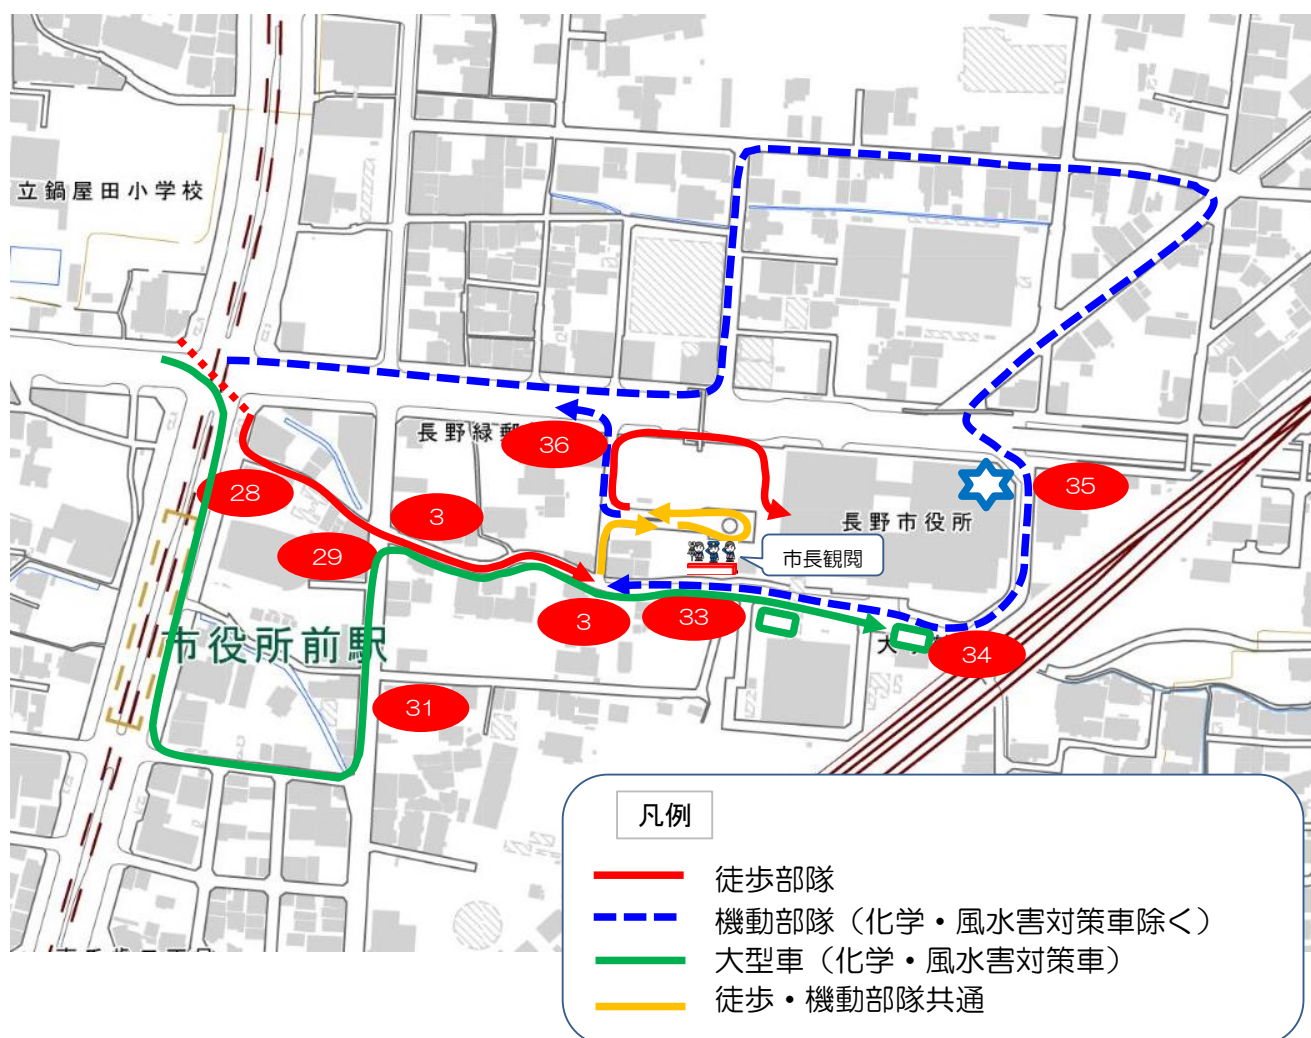 立鍋屋田小学校
長野緑郵
36
28
3
29
35
長野市役所
市長観閲
3
33
34
市役所前駅
31
凡例
徒歩部隊
機動部隊（化学・風水害対策車除く）
大型車（化学・風水害対策車）
徒歩・機動部隊共通